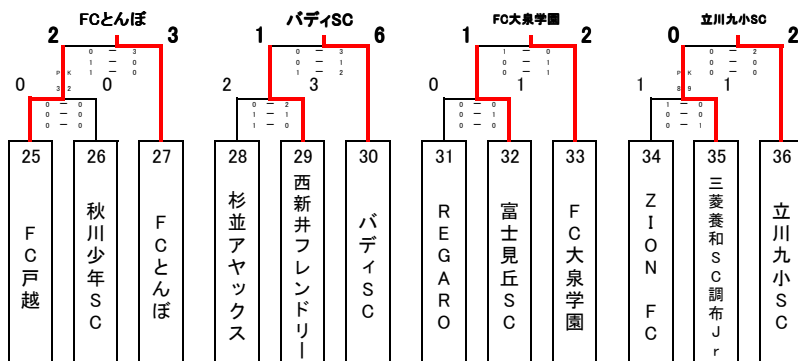 FCとんぼ
バディSC
FC大泉学園
立川九小SC
2 3
1 6
1 2
0 2
0 0
2 3
0 1
1 1
PK
32
PK
89
25
26
27
28
29
30
31
32
33
34
35
36
FC戸越
秋川少年SC
FCとんぼ
杉並アヤックス
西新井フレンドリー
バディSC
REGARO
富士見丘SC
FC大泉学園
ZION FC
三菱養和SC調布Jr
立川九小SC